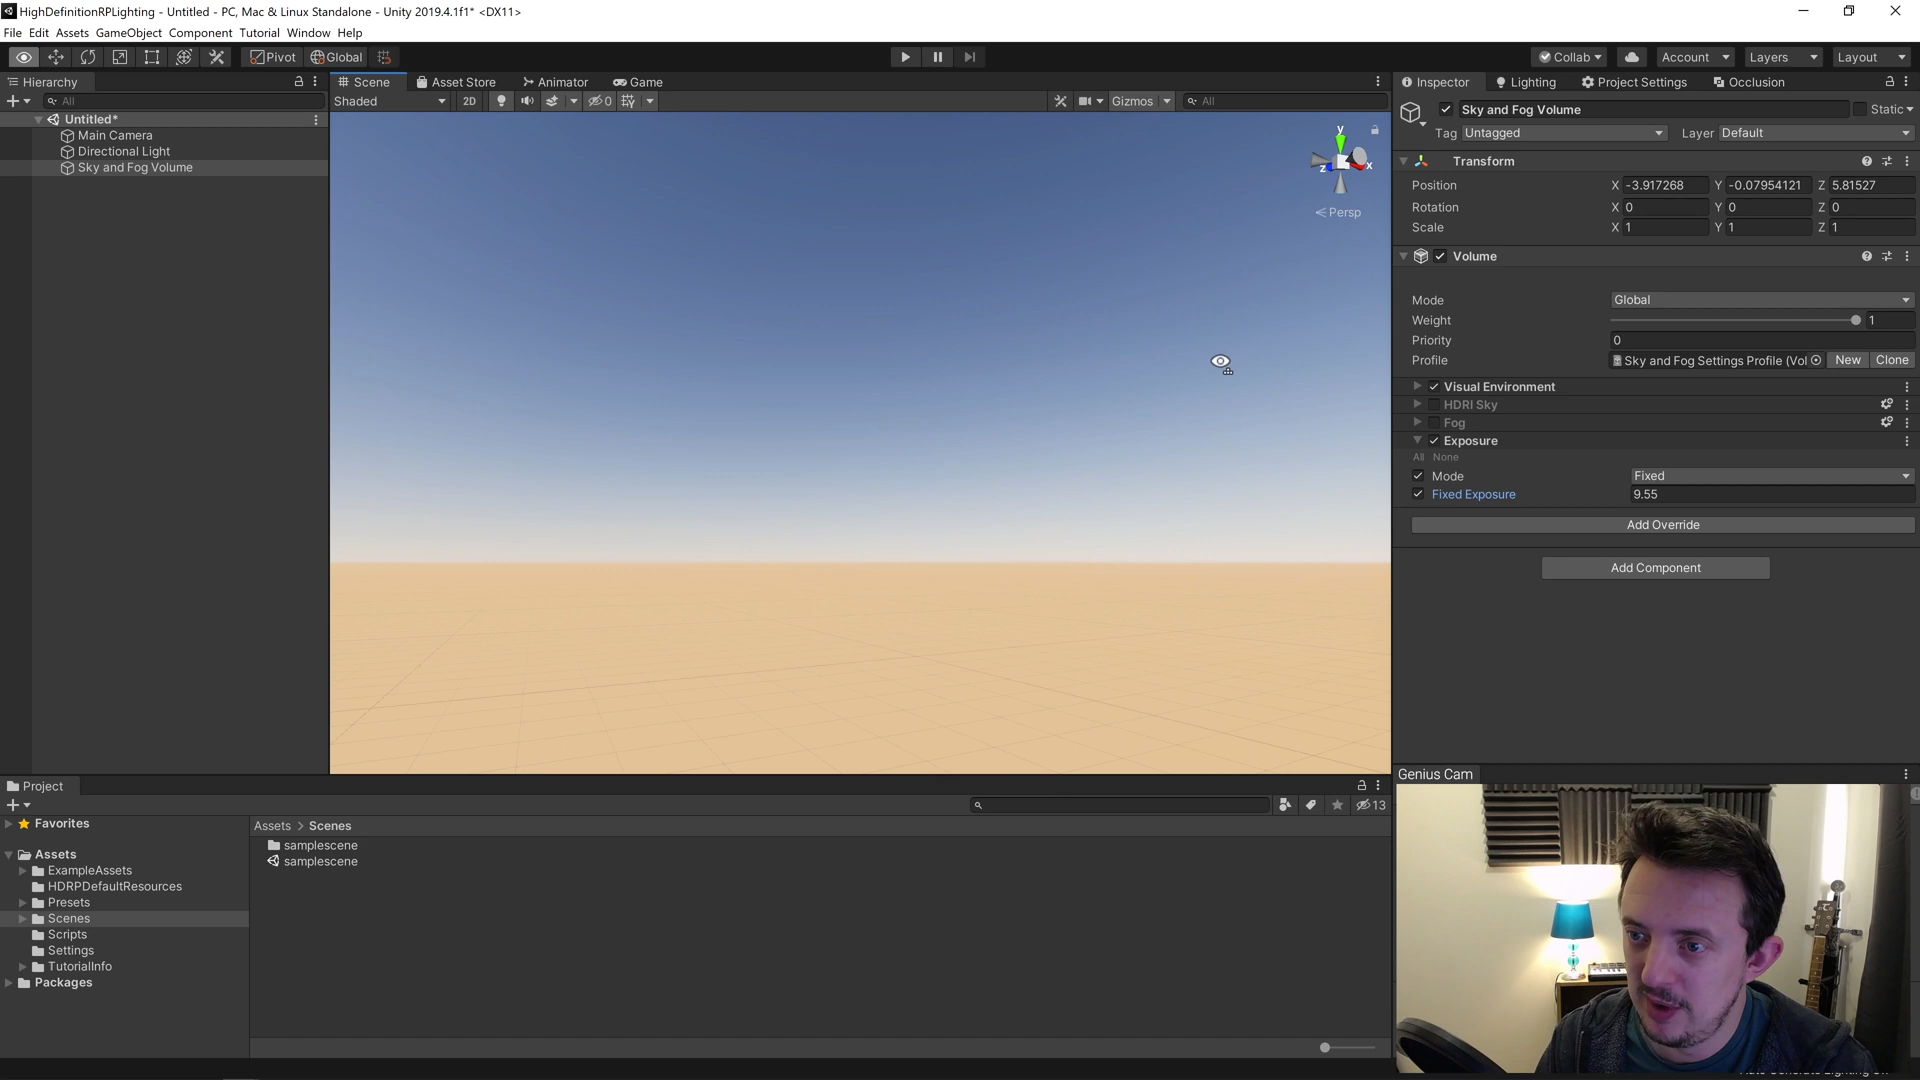 HighDefinitionRPLighting - Untitled - PC, Mac & Linux Standalone - Unity 2019.4.1f1* <DX11>
File Edit Assets GameObject Component Tutorial Window Help
Pivot Global Collab Account Layers Layout
Hierarchy
All
Untitled*
Main Camera
Directional Light
Sky and Fog Volume
Scene Asset Store Animator Game
Shaded 2D 0 Gizmos All
y
x
z
Persp
Inspector Lighting Project Settings Occlusion
Sky and Fog Volume Static
Tag Untagged Layer Default
Transform
Position X -3.917268 Y -0.07954121 Z 5.81527
Rotation X 0 Y 0 Z 0
Scale X 1 Y 1 Z 1
Volume
Mode Global
Weight 1
Priority 0
Profile Sky and Fog Settings Profile (Vol New Clone
Visual Environment
HDRI Sky
Fog
Exposure
All None
Mode Fixed
Fixed Exposure 9.55
Add Override
Add Component
Project
13
Favorites
Assets
ExampleAssets
HDRPDefaultResources
Presets
Scenes
Scripts
Settings
TutorialInfo
Packages
Assets > Scenes
samplescene
samplescene
Genius Cam